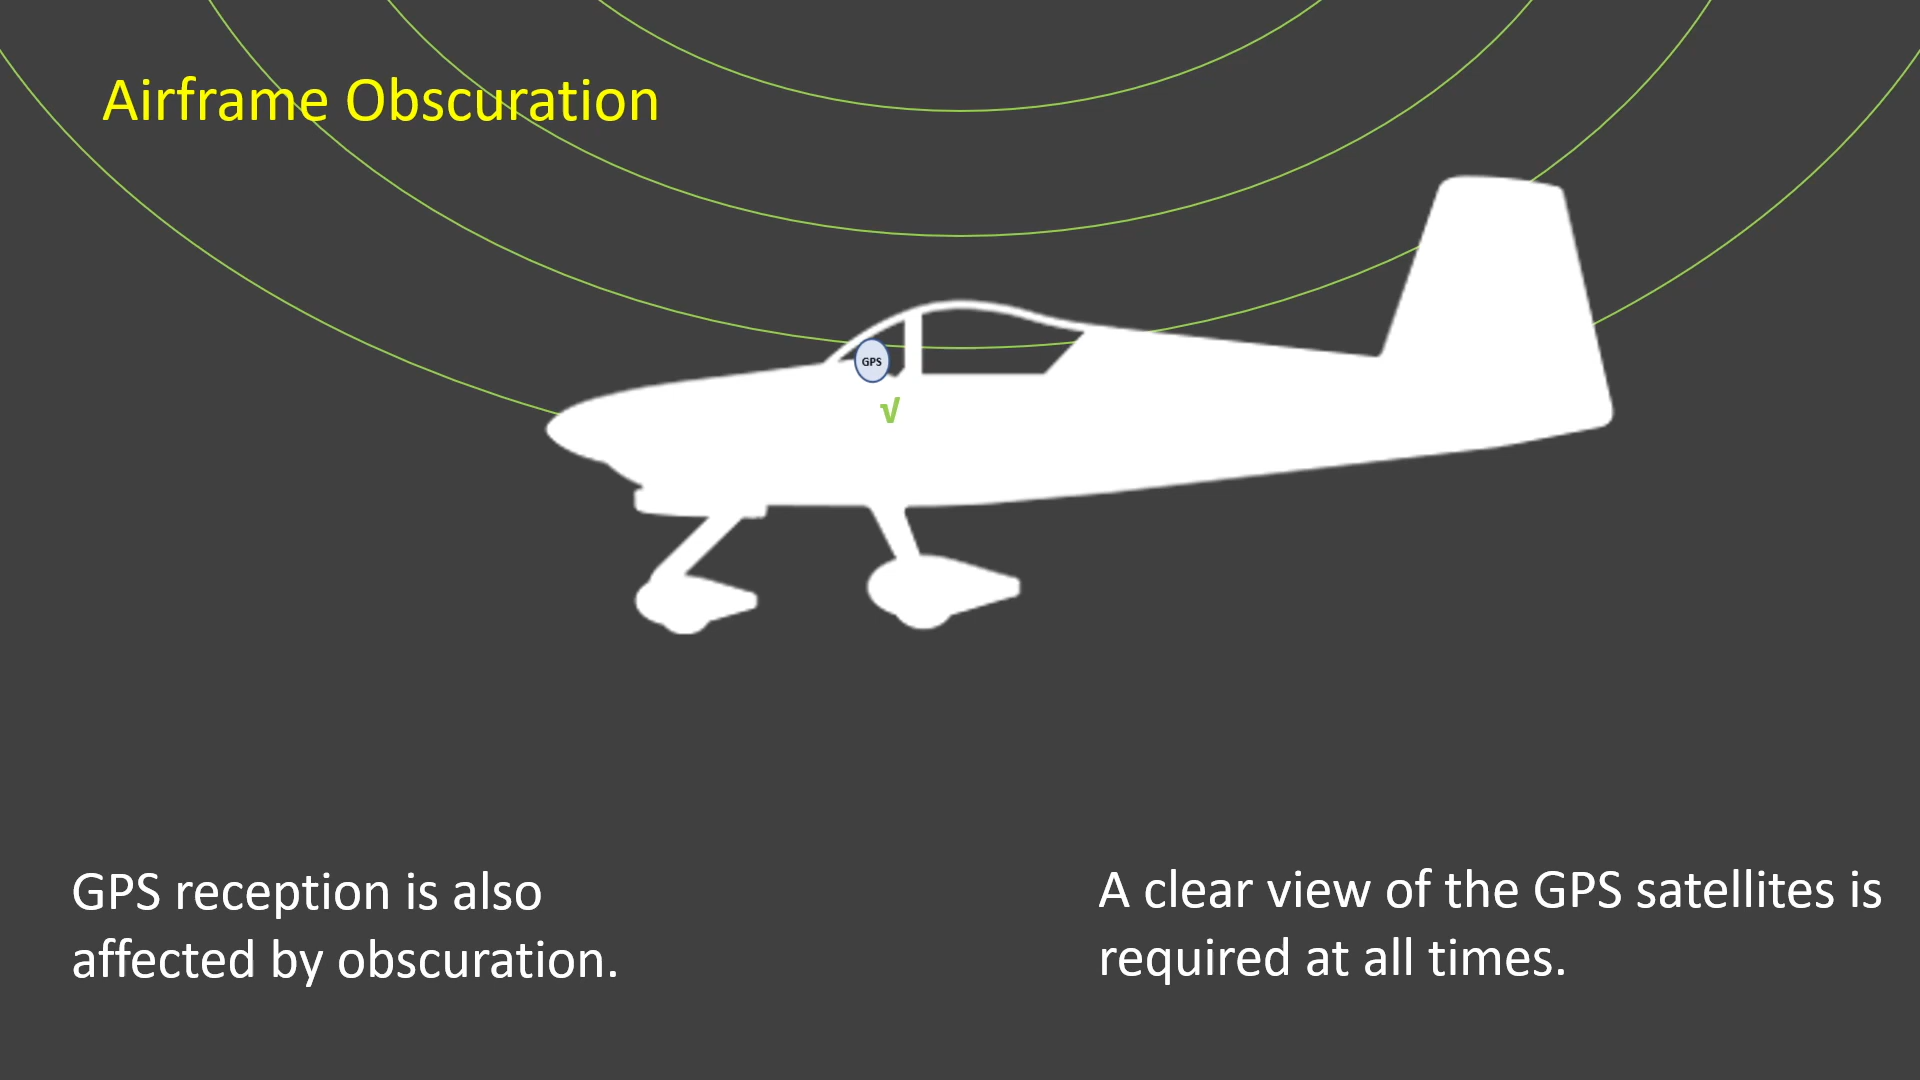 Airframe Obscuration
GPS
√
GPS reception is also
affected by obscuration.
A clear view of the GPS satellites is
required at all times.